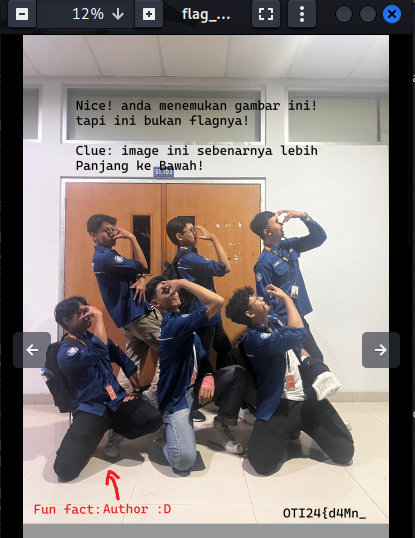 12% flag_...
Nice! anda menemukan gambar ini!
tapi ini bukan flagnya!
Clue: image ini sebenarnya lebih
Panjang ke Bawah!
Fun fact:Author :D
OTI24{d4Mn_